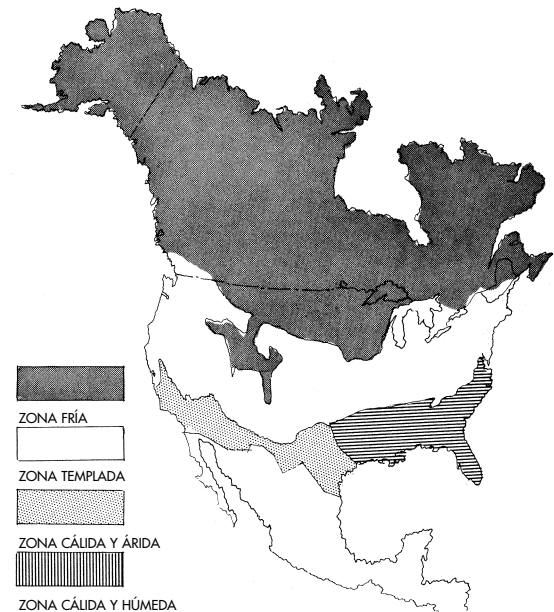 ZONA FRÍA
ZONA TEMPLADA
ZONA CÁLIDA Y ÁRIDA
ZONA CÁLIDA Y HÚMEDA